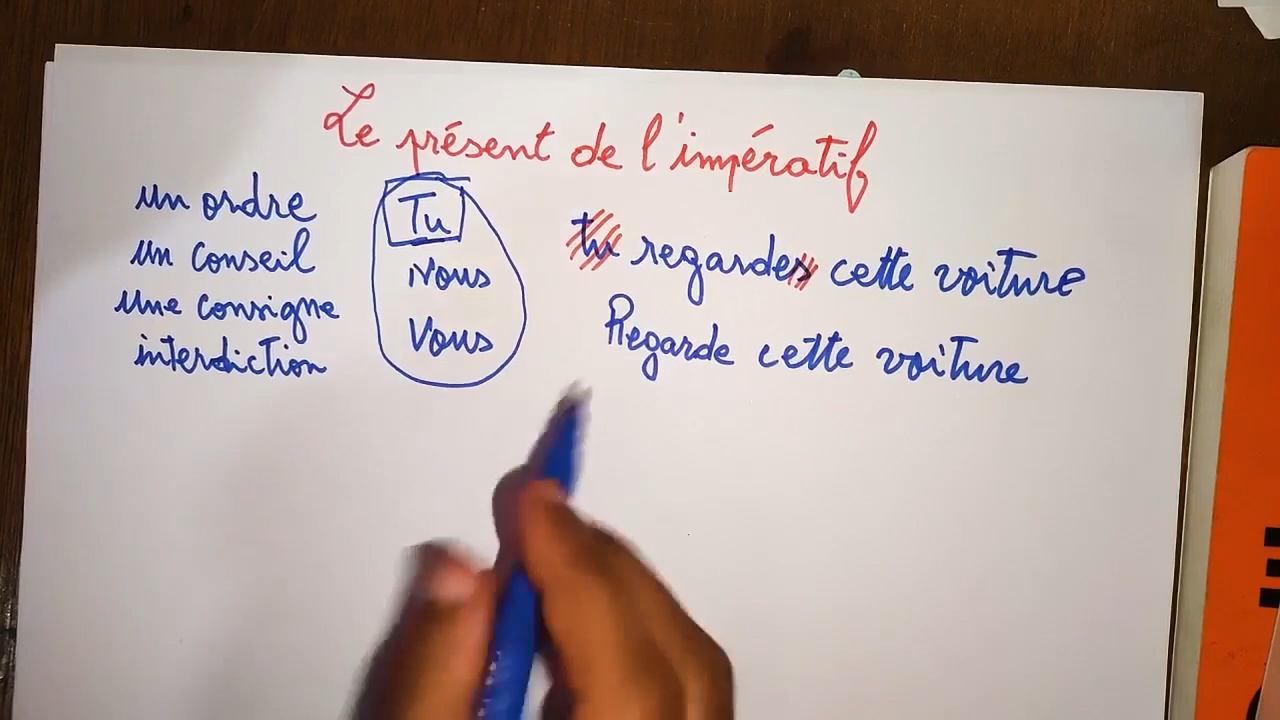 Le présent de l'impératif
un ordre
un conseil
une consigne
interdiction
Tu
Nous
Vous
tu regardes cette voiture
Regarde cette voiture